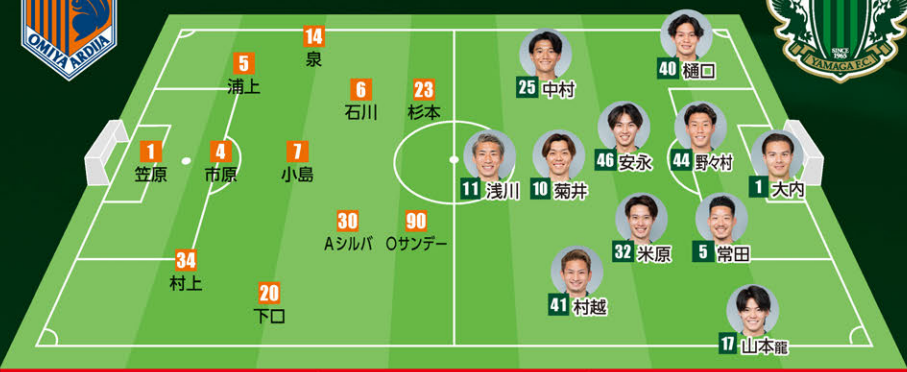 OMIYA ARDIJA
SINCE
1965
YAMAGA F.C.
14
泉
5
浦上
6
石川
23
杉本
1
笠原
4
市原
7
小島
30
Aシルバ
90
Oサンデー
34
村上
20
下口
25 中村
40 樋口
11 浅川
10 菊井
46 安永
44 野々村
1 大内
32 米原
5 常田
41 村越
17 山本龍